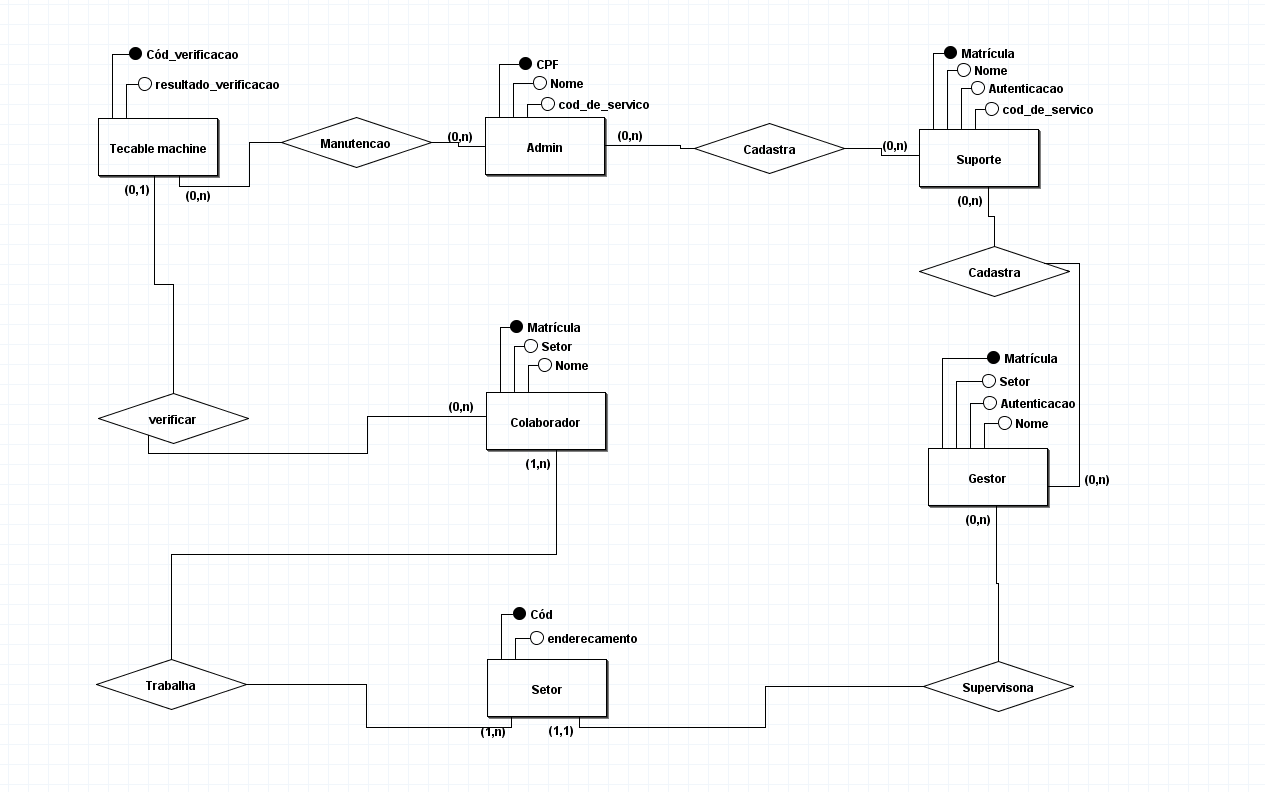 Cód_verificacao
resultado_verificacao
Tecable machine
(0,1)
(0,n)
Manutencao
(0,n)
CPF
Nome
cod_de_servico
Admin
(0,n)
Cadastra
(0,n)
Matrícula
Nome
Autenticacao
cod_de_servico
Suporte
(0,n)
Cadastra
Matrícula
Setor
Autenticacao
Nome
Gestor
(0,n)
(0,n)
Matrícula
Setor
Nome
Colaborador
(0,n)
(1,n)
verificar
Cód
enderecamento
Setor
(1,n)
(1,1)
Trabalha
Supervisona